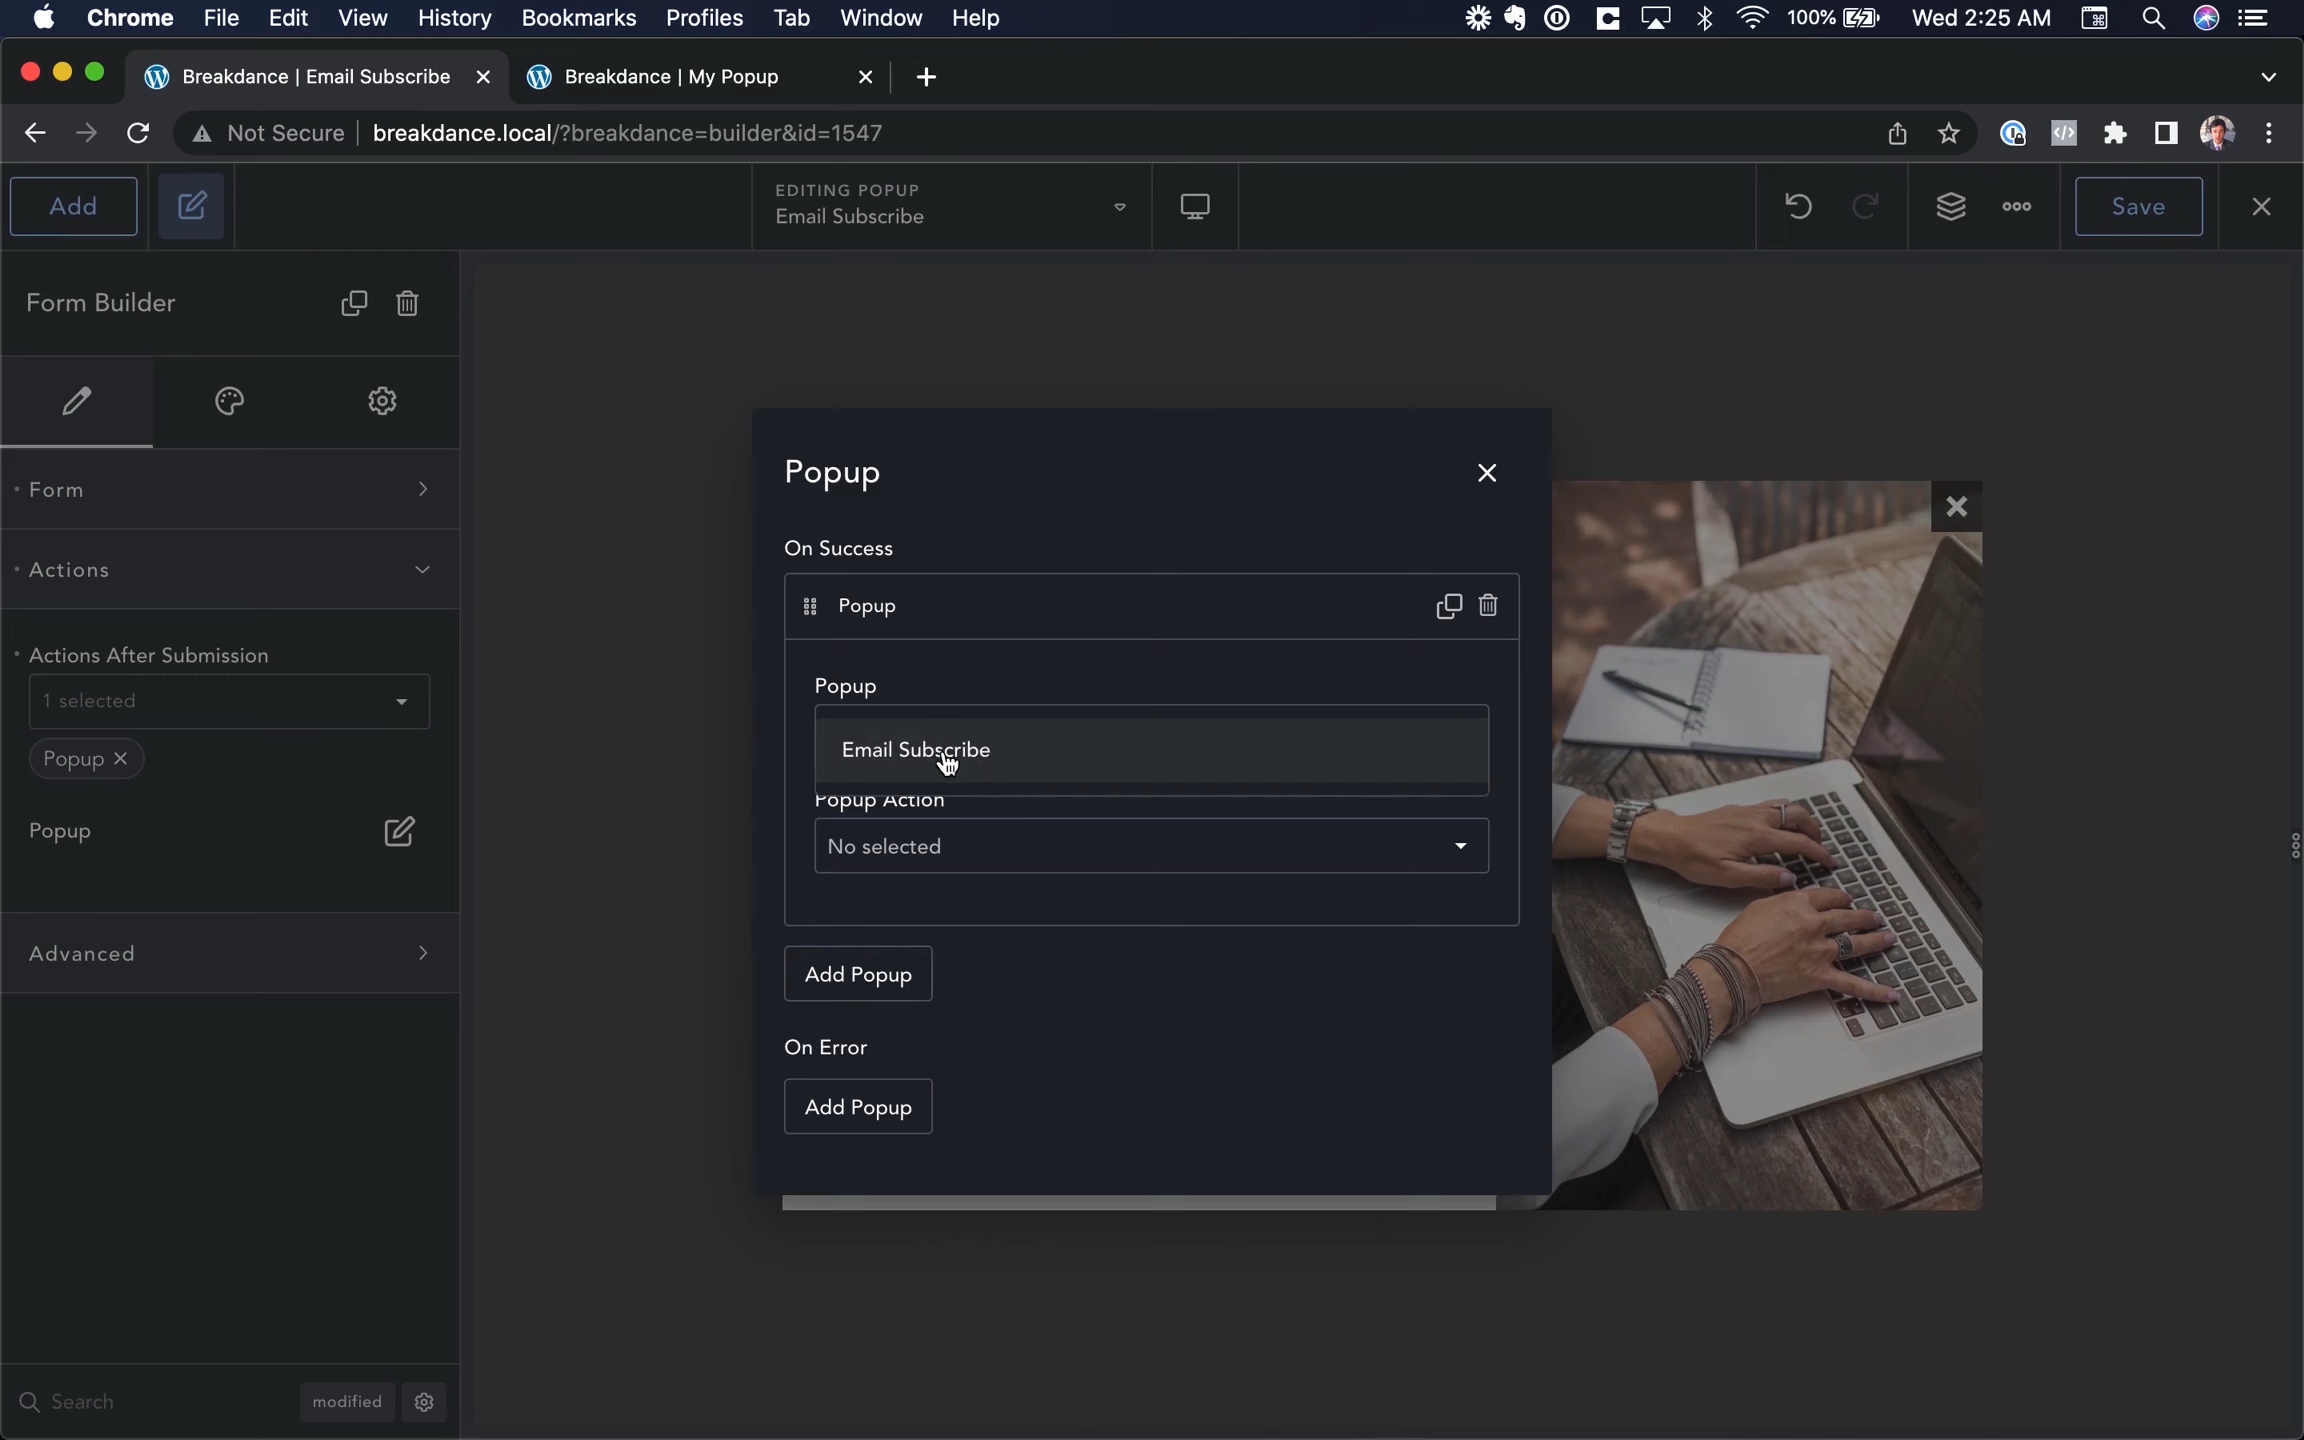 Chrome File Edit View History Bookmarks Profiles Tab Window Help 100% Wed 2:25 AM
Breakdance | Email Subscribe
Breakdance | My Popup
Not Secure breakdance.local/?breakdance=builder&id=1547
Add
EDITING POPUP
Email Subscribe
Save
Form Builder
Form
Actions
Actions After Submission
1 selected
Popup
Popup
Advanced
Search
modified
Popup
On Success
Popup
Popup
Email Subscribe
Popup Action
No selected
Add Popup
On Error
Add Popup